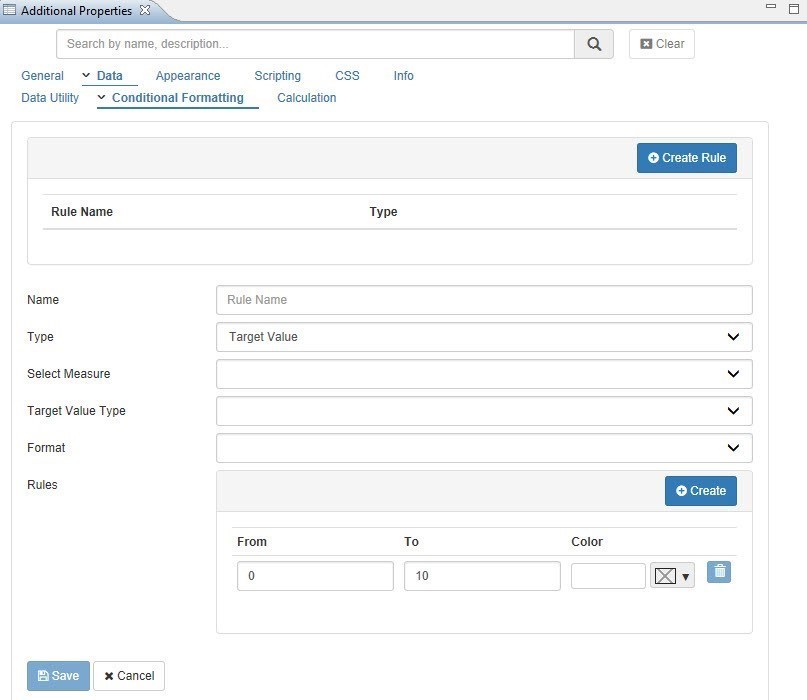 Additional Properties
Search by name, description...
Clear
General Data Appearance Scripting CSS Info
Data Utility Conditional Formatting Calculation
Create Rule
Rule Name Type
Name Rule Name
Type Target Value
Select Measure
Target Value Type
Format
Rules Create
From To Color
0 10
Save Cancel